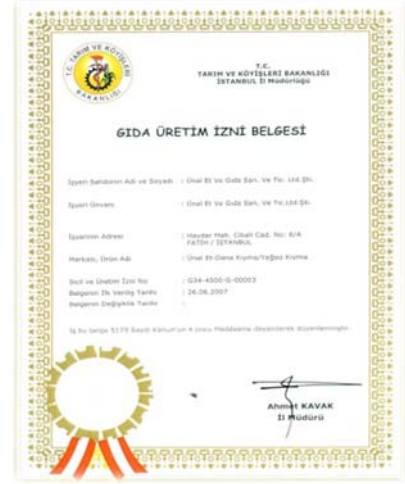 T.C. TARIM VE KÖYİŞLERİ
BAKANLIĞI
T.C.
TARIM VE KÖYİŞLERİ BAKANLIĞI
İSTANBUL İl Müdürlüğü
GIDA ÜRETİM İZNİ BELGESİ
İşyeri Sahibinin Adı ve Soyadı : Ünal Et Ve Gıda San. Ve Tic. Ltd. Şti.
İşyeri Ünvanı : Ünal Et Ve Gıda San. Ve Tic.Ltd.Şti.
İşyerinin Adresi : Haydar Mah. Cibali Cad. No: 8/A
FATİH / İSTANBUL
Markası, Ürün Adı : Ünal Et-Dana Kıyma/Yağsız Kıyma
Sicil ve Üretim İzni No : G34-4500-G-00003
Belgenin İlk Veriliş Tarihi : 26.06.2007
Belgenin Değişiklik Tarihi :
İş bu belge 5179 Sayılı Kanun'un 4 üncü Maddesine dayanılarak düzenlenmiştir.
Ahmet KAVAK
İl Müdürü